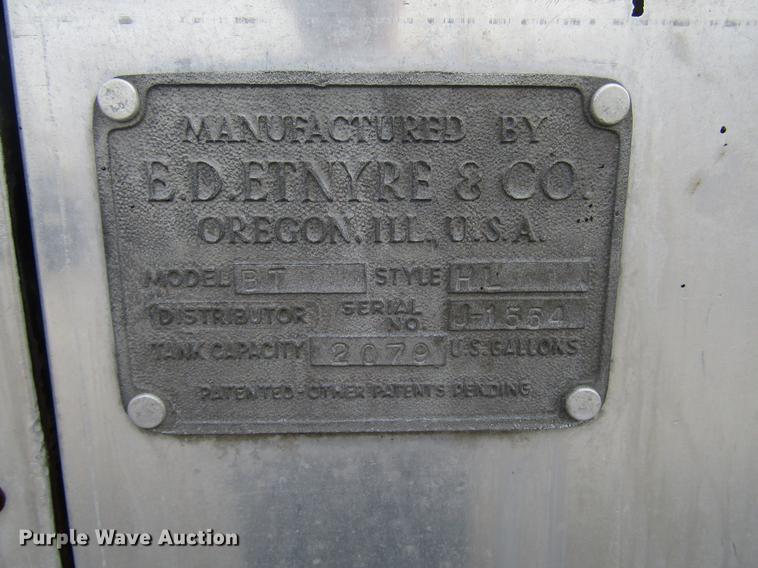 MANUFACTURED BY
E.D. ETNYRE & CO.
OREGON, ILL., U.S.A.
MODEL BT STYLE HL
(DISTRIBUTOR) SERIAL NO. J-1554
TANK CAPACITY 2079 U.S. GALLONS
PATENTED-OTHER PATENTS PENDING
Purple Wave Auction